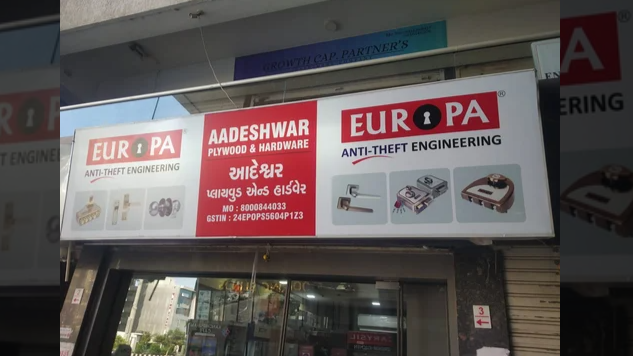 GROWTH CAP. PARTNER'S
EUROPA
ANTI-THEFT ENGINEERING
AADESHWAR
PLYWOOD & HARDWARE
આદેશ્વર
પ્લાયવુડ એન્ડ હાર્ડવેર
MO : 8000844033
GSTIN : 24EPOPS5604P1Z3
EUROPA®
ANTI-THEFT ENGINEERING
3